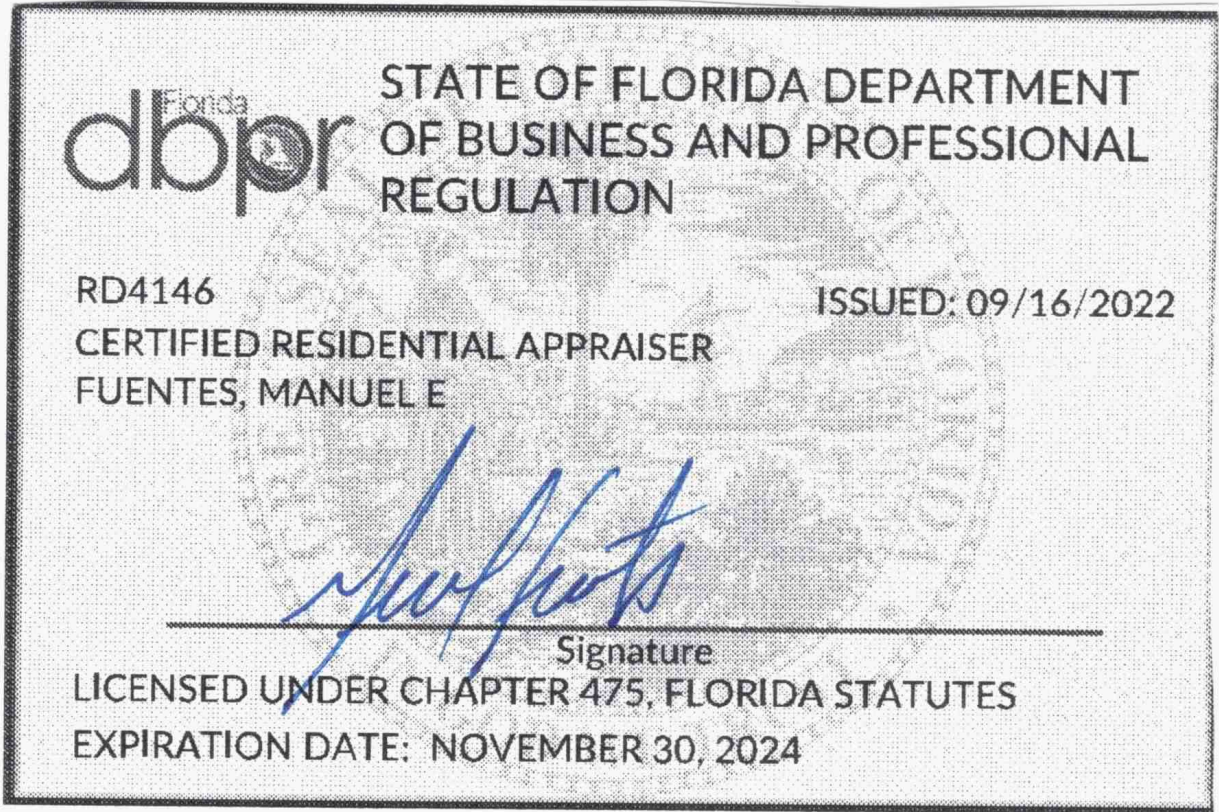 Florida
dbpr
STATE OF FLORIDA DEPARTMENT
OF BUSINESS AND PROFESSIONAL
REGULATION
RD4146
ISSUED: 09/16/2022
CERTIFIED RESIDENTIAL APPRAISER
FUENTES, MANUEL E
Signature
LICENSED UNDER CHAPTER 475, FLORIDA STATUTES
EXPIRATION DATE: NOVEMBER 30, 2024